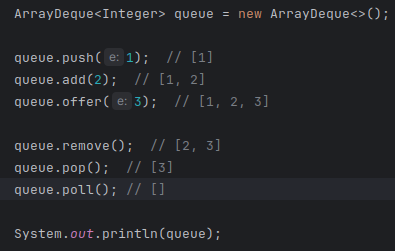 ArrayDeque<Integer> queue = new ArrayDeque<>();
queue.push( e: 1);  // [1]
queue.add(2);  // [1, 2]
queue.offer( e: 3);  // [1, 2, 3]
queue.remove();  // [2, 3]
queue.pop();  // [3]
queue.poll(); // []
System.out.println(queue);